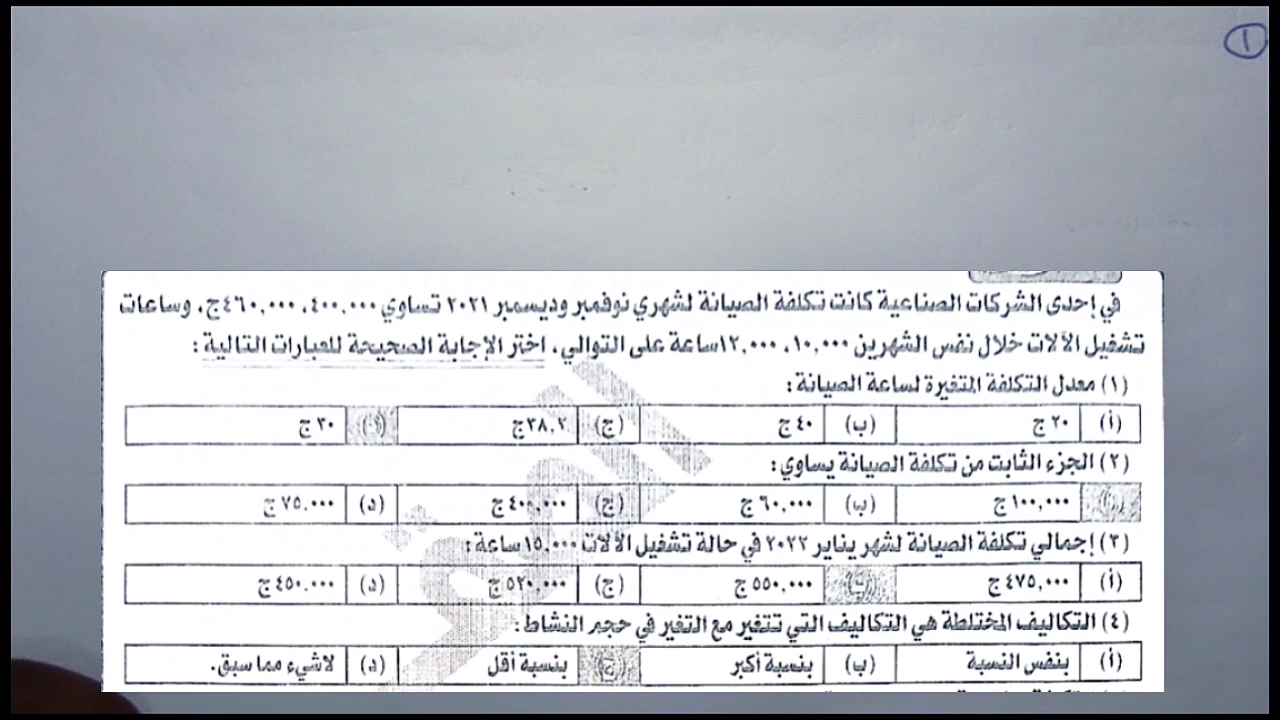 ١
في إحدى الشركات الصناعية كانت تكلفة الصيانة لشهري نوفمبر وديسمبر ٢٠٢١ تساوي ٤٠٠,٠٠٠، ٤٦٠,٠٠٠ج، وساعات
تشغيل الآلات خلال نفس الشهرين ١٠,٠٠٠، ١٢,٠٠٠ساعة على التوالي، اختر الإجابة الصحيحة للعبارات التالية:
(١) معدل التكلفة المتغيرة لساعة الصيانة:
(أ) ٢٠ ج (ب) ٤٠ ج (ج) ٣٨,٣ج (د) ٣٠ ج
(٢) الجزء الثابت من تكلفة الصيانة يساوي:
(أ) ١٠٠,٠٠٠ ج (ب) ٦٠,٠٠٠ ج (ج) ٤٠٠,٠٠٠ ج (د) ٧٥,٠٠٠ ج
(٣) إجمالي تكلفة الصيانة لشهر يناير ٢٠٢٢ في حالة تشغيل الآلات ١٥,٠٠٠ساعة:
(أ) ٤٧٥,٠٠٠ ج (ب) ٥٥٠,٠٠٠ ج (ج) ٥٢٠,٠٠٠ ج (د) ٤٥٠,٠٠٠ ج
(٤) التكاليف المختلطة هي التكاليف التي تتغير مع التغير في حجم النشاط:
(أ) بنفس النسبة (ب) بنسبة أكبر (ج) بنسبة أقل (د) لاشيء مما سبق.